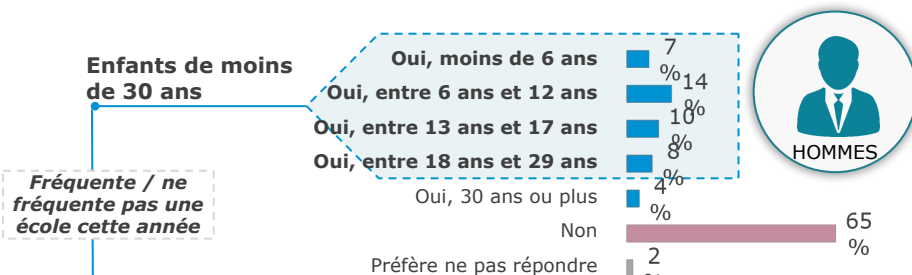 Enfants de moins
de 30 ans
Oui, moins de 6 ans
7
%
Oui, entre 6 ans et 12 ans
14
%
Oui, entre 13 ans et 17 ans
10
%
Oui, entre 18 ans et 29 ans
8
%
Oui, 30 ans ou plus
4
%
Non
65
%
Préfère ne pas répondre
2
%
HOMMES
Fréquente / ne
fréquente pas une
école cette année